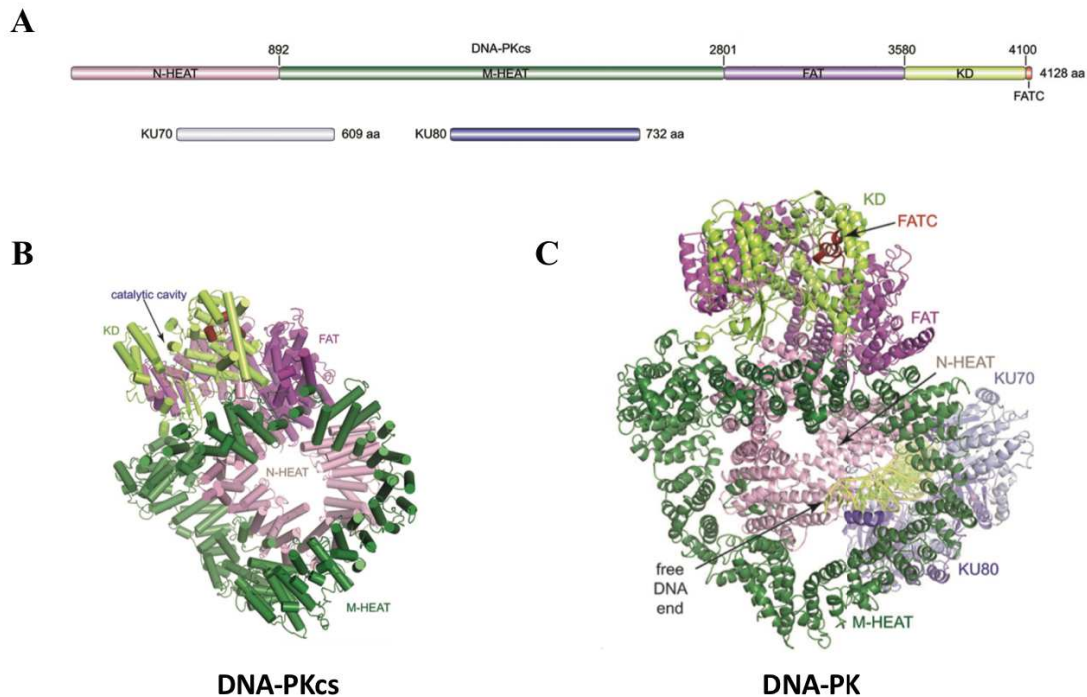 A
892 DNA-PKcs 2801 3580 4100
N-HEAT M-HEAT FAT KD 4128 aa
FATC
KU70 609 aa KU80 732 aa
B
catalytic cavity
KD
FAT
N-HEAT
M-HEAT
DNA-PKcs
C
KD
FATC
FAT
N-HEAT
KU70
free
DNA
end
KU80
M-HEAT
DNA-PK